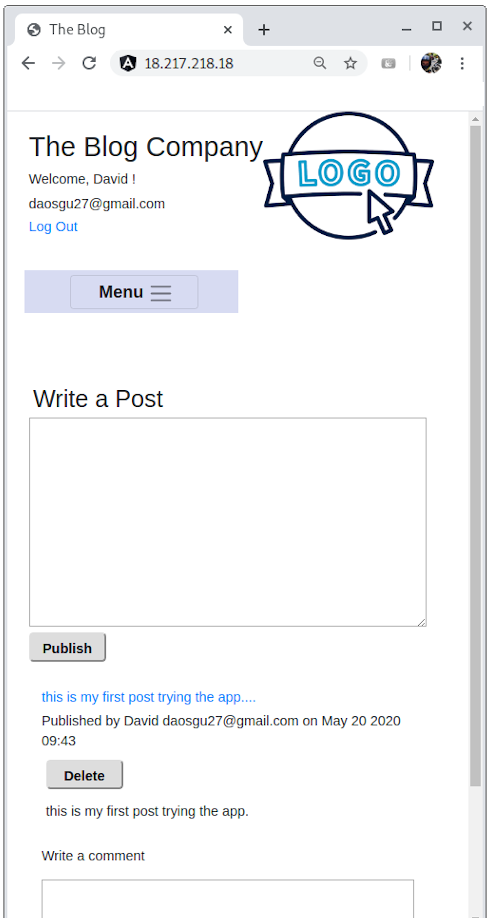 The Blog
18.217.218.18
The Blog Company
LOGO
Welcome, David !
daosgu27@gmail.com
Log Out
Menu
Write a Post
Publish
this is my first post trying the app....
Published by David daosgu27@gmail.com on May 20 2020
09:43
Delete
this is my first post trying the app.
Write a comment